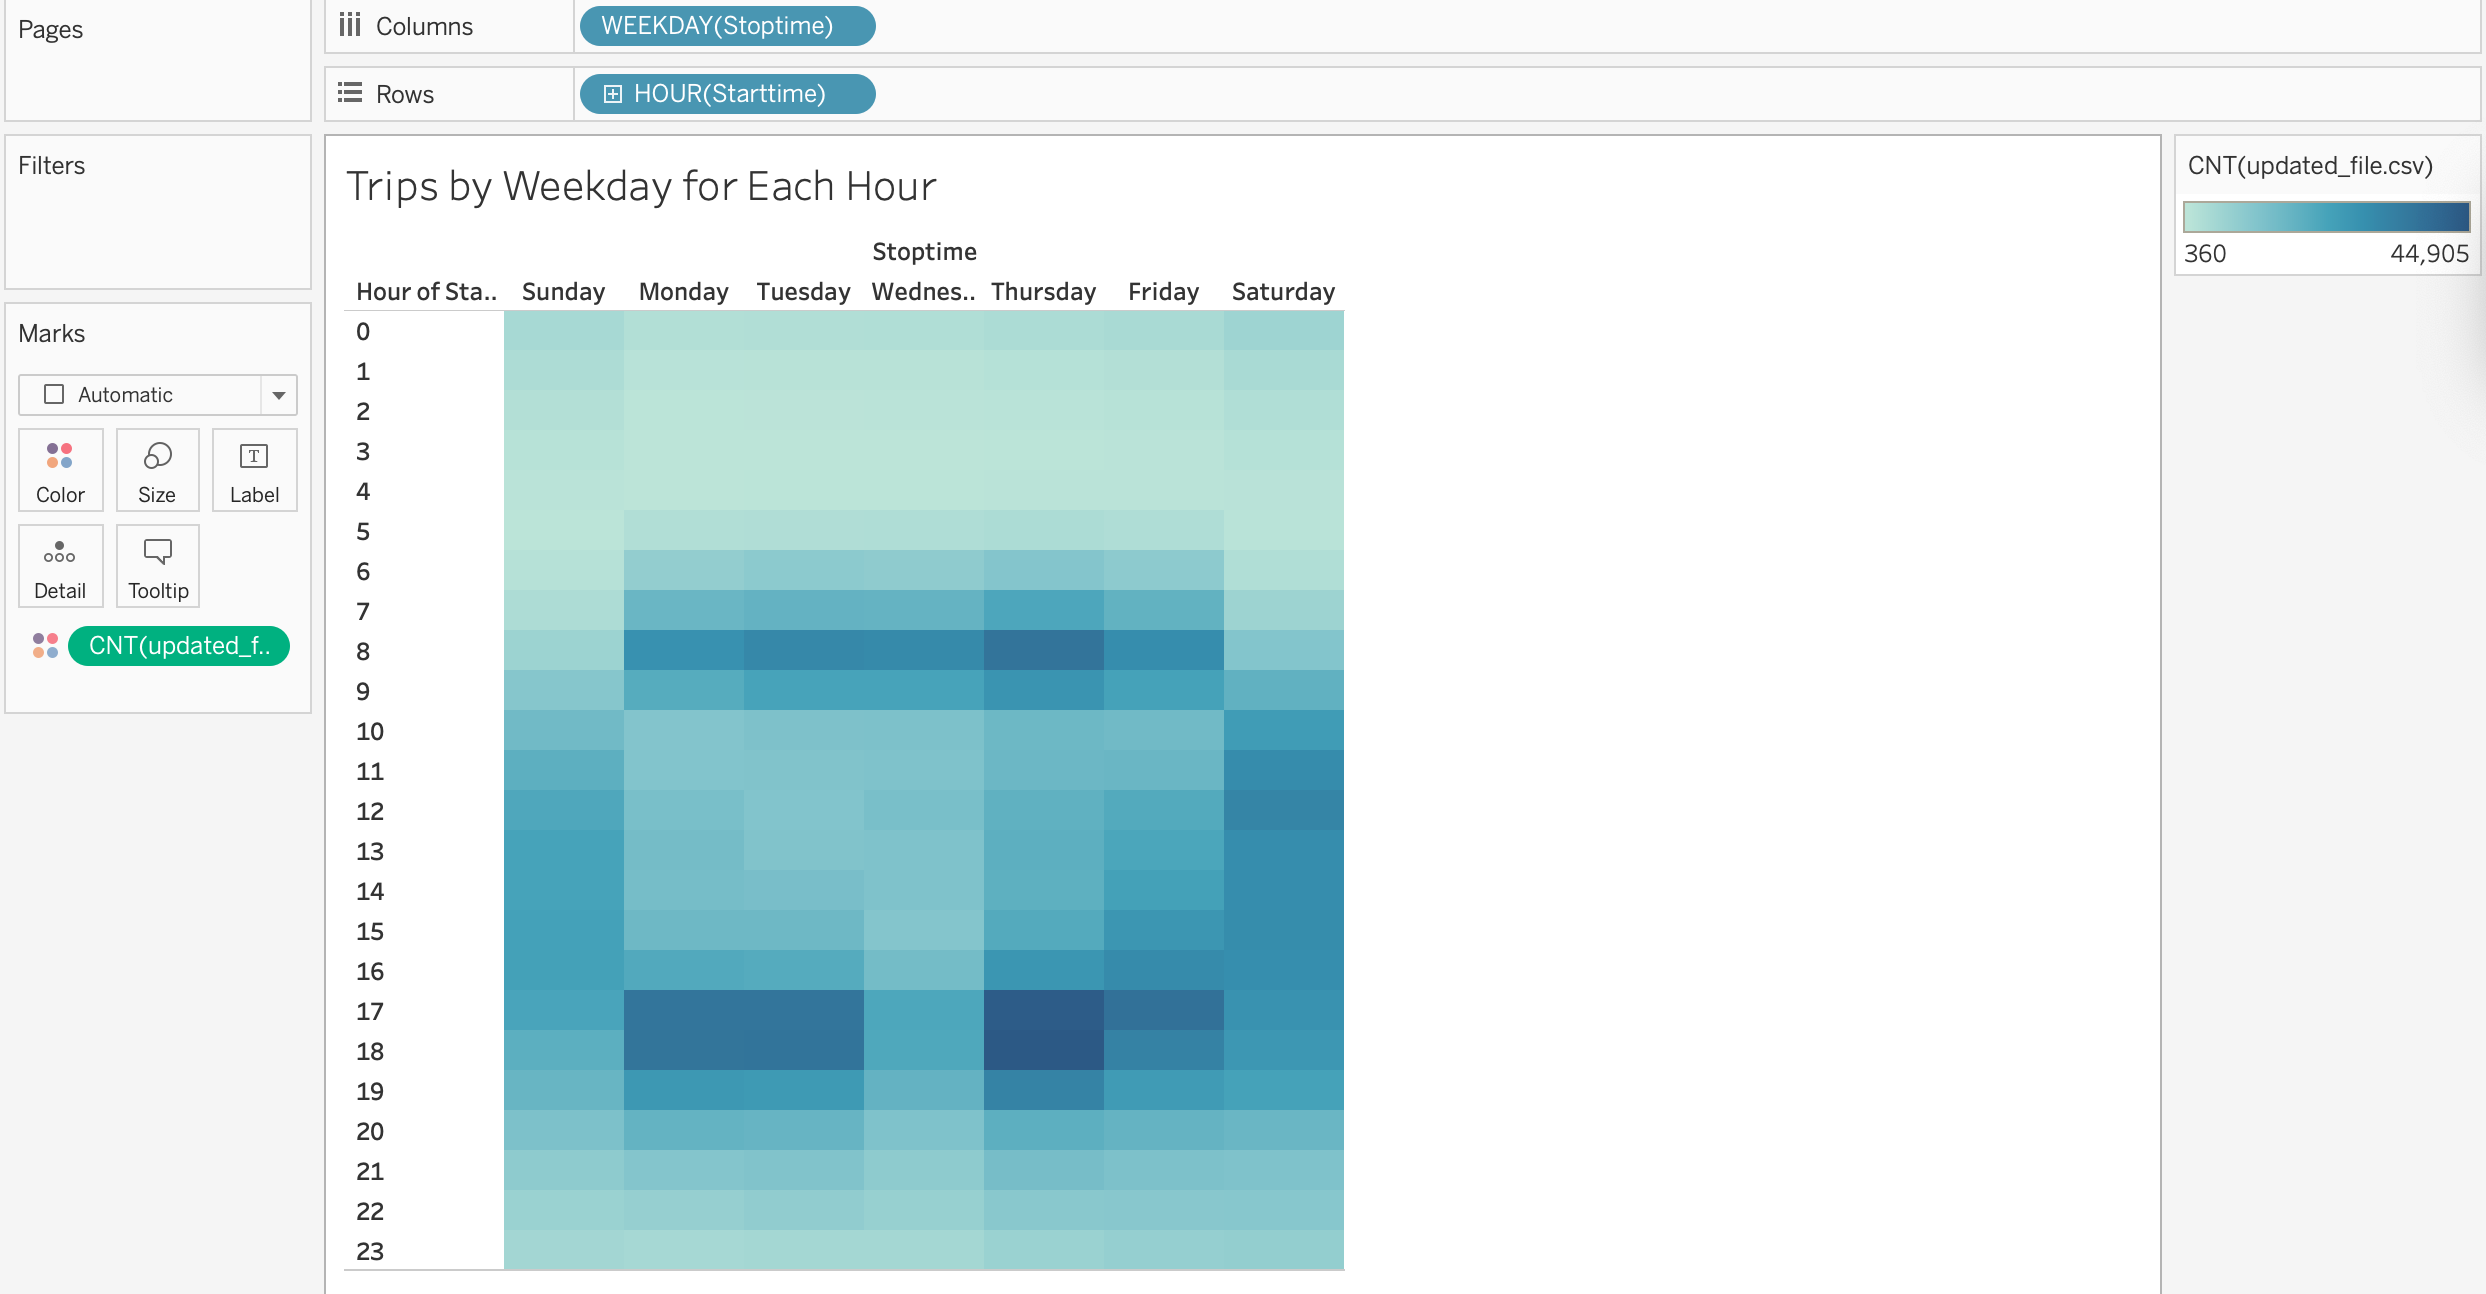 Pages
Columns
WEEKDAY(Stoptime)
Rows
HOUR(Starttime)
Filters
Marks
Automatic
Color
Size
T
Label
Detail
Tooltip
CNT(updated_f..
Trips by Weekday for Each Hour
Stoptime
Hour of Sta.. Sunday Monday Tuesday Wednes.. Thursday Friday Saturday
0
1
2
3
4
5
6
7
8
9
10
11
12
13
14
15
16
17
18
19
20
21
22
23
CNT(updated_file.csv)
360 44,905